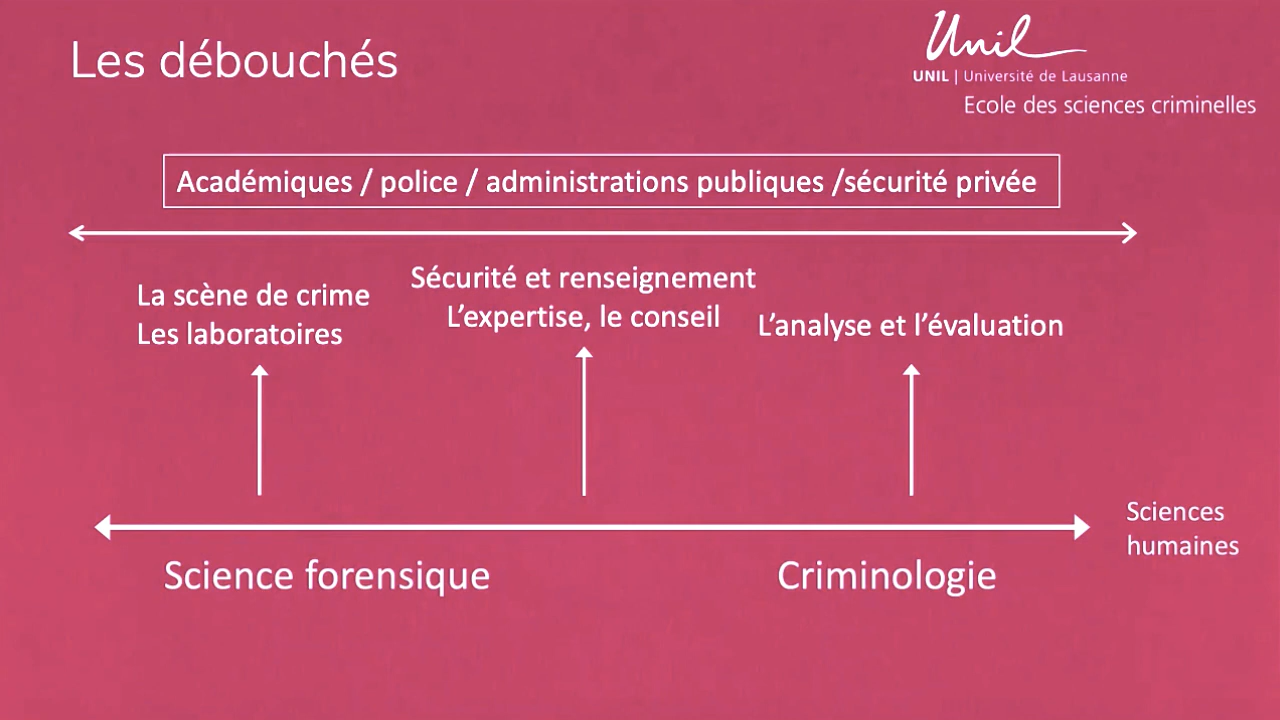 Les débouchés
Unil
UNIL | Université de Lausanne
Ecole des sciences criminelles
Académiques / police / administrations publiques /sécurité privée
La scène de crime
Les laboratoires
Sécurité et renseignement
L'expertise, le conseil
L'analyse et l'évaluation
Science forensique
Criminologie
Sciences
humaines